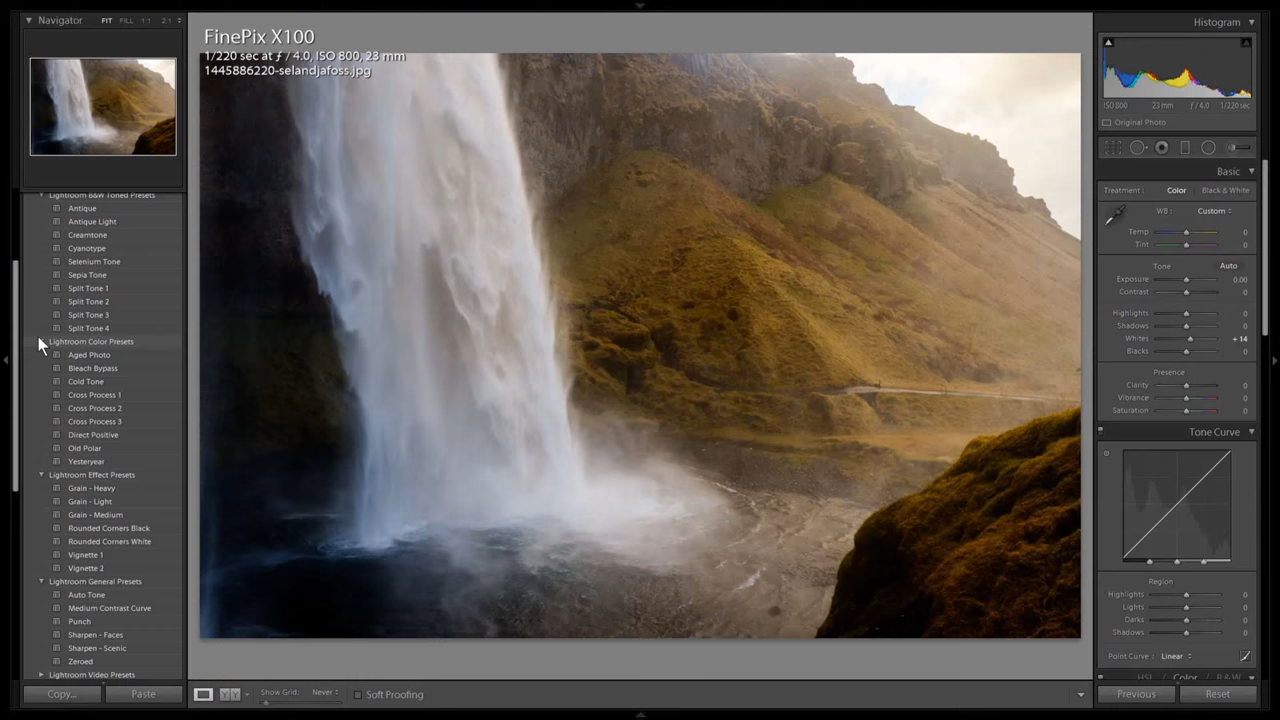 Navigator FIT FILL 1:1 2:1
Lightroom B&W Toned Presets
Antique
Antique Light
Creamtone
Cyanotype
Selenium Tone
Sepia Tone
Split Tone 1
Split Tone 2
Split Tone 3
Split Tone 4
Lightroom Color Presets
Aged Photo
Bleach Bypass
Cold Tone
Cross Process 1
Cross Process 2
Cross Process 3
Direct Positive
Old Polar
Yesteryear
Lightroom Effect Presets
Grain - Heavy
Grain - Light
Grain - Medium
Rounded Corners Black
Rounded Corners White
Vignette 1
Vignette 2
Lightroom General Presets
Auto Tone
Medium Contrast Curve
Punch
Sharpen - Faces
Sharpen - Scenic
Zeroed
Lightroom Video Presets
Copy... Paste
FinePix X100
1/220 sec at ƒ / 4.0, ISO 800, 23 mm
1445886220-selandjafoss.jpg
Show Grid: Never Soft Proofing
Histogram
ISO 800 23 mm ƒ / 4.0 1/220 sec
Original Photo
Basic
Treatment: Color Black & White
WB: Custom
Temp 0
Tint 0
Tone Auto
Exposure 0.00
Contrast 0
Highlights 0
Shadows 0
Whites + 14
Blacks 0
Presence
Clarity 0
Vibrance 0
Saturation 0
Tone Curve
Region
Highlights 0
Lights 0
Darks 0
Shadows 0
Point Curve: Linear
HSL / Color / B & W
Previous Reset